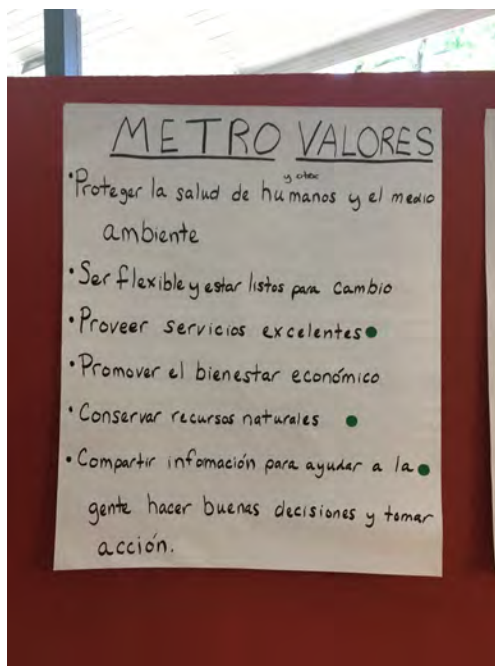 METRO VALORES
y otex
• Proteger la salud de humanos y el medio
ambiente
• Ser flexible y estar listos para cambio
• Proveer servicios excelentes
• Promover el bienestar económico
• Conservar recursos naturales
• Compartir infomación para ayudar a la
gente hacer buenas decisiones y tomar
acción.